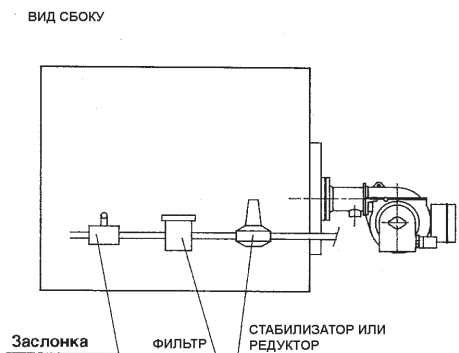 ВИД СБОКУ
Заслонка
ФИЛЬТР
СТАБИЛИЗАТОР ИЛИ
РЕДУКТОР